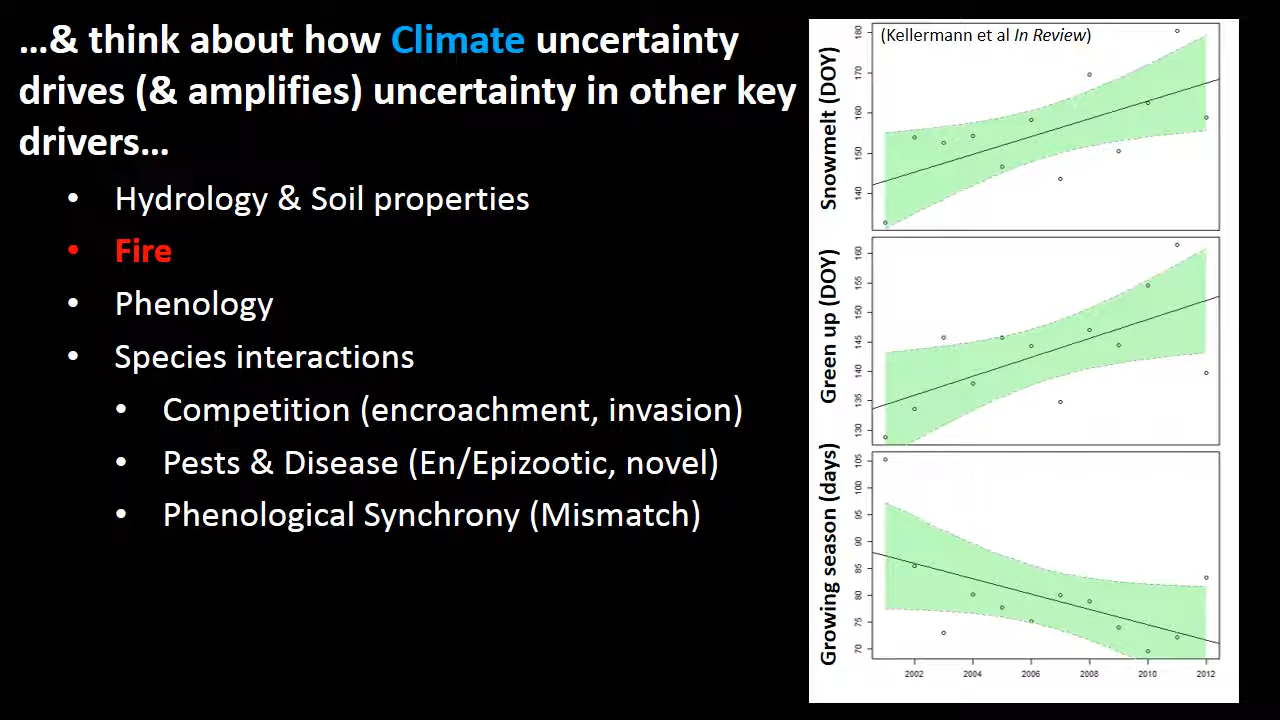 …& think about how Climate uncertainty
drives (& amplifies) uncertainty in other key
drivers…
• Hydrology & Soil properties
• Fire
• Phenology
• Species interactions
• Competition (encroachment, invasion)
• Pests & Disease (En/Epizootic, novel)
• Phenological Synchrony (Mismatch)
(Kellermann et al In Review)
Snowmelt (DOY)
180
170
160
150
140
Green up (DOY)
160
155
150
145
140
135
130
Growing season (days)
105
100
95
90
85
80
75
70
2002 2004 2006 2008 2010 2012